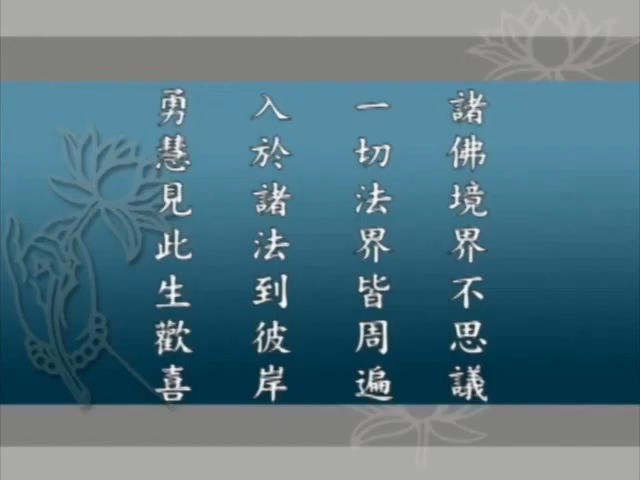 諸佛境界不思議
一切法界皆周遍
入於諸法到彼岸
勇慧見此生歡喜